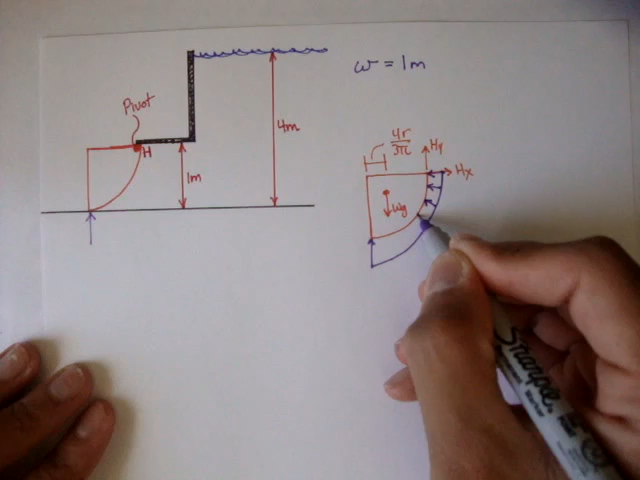 w = 1m
Pivot
H
4m
1m
4r
3π
Hy
Hx
Wg
Sharpie